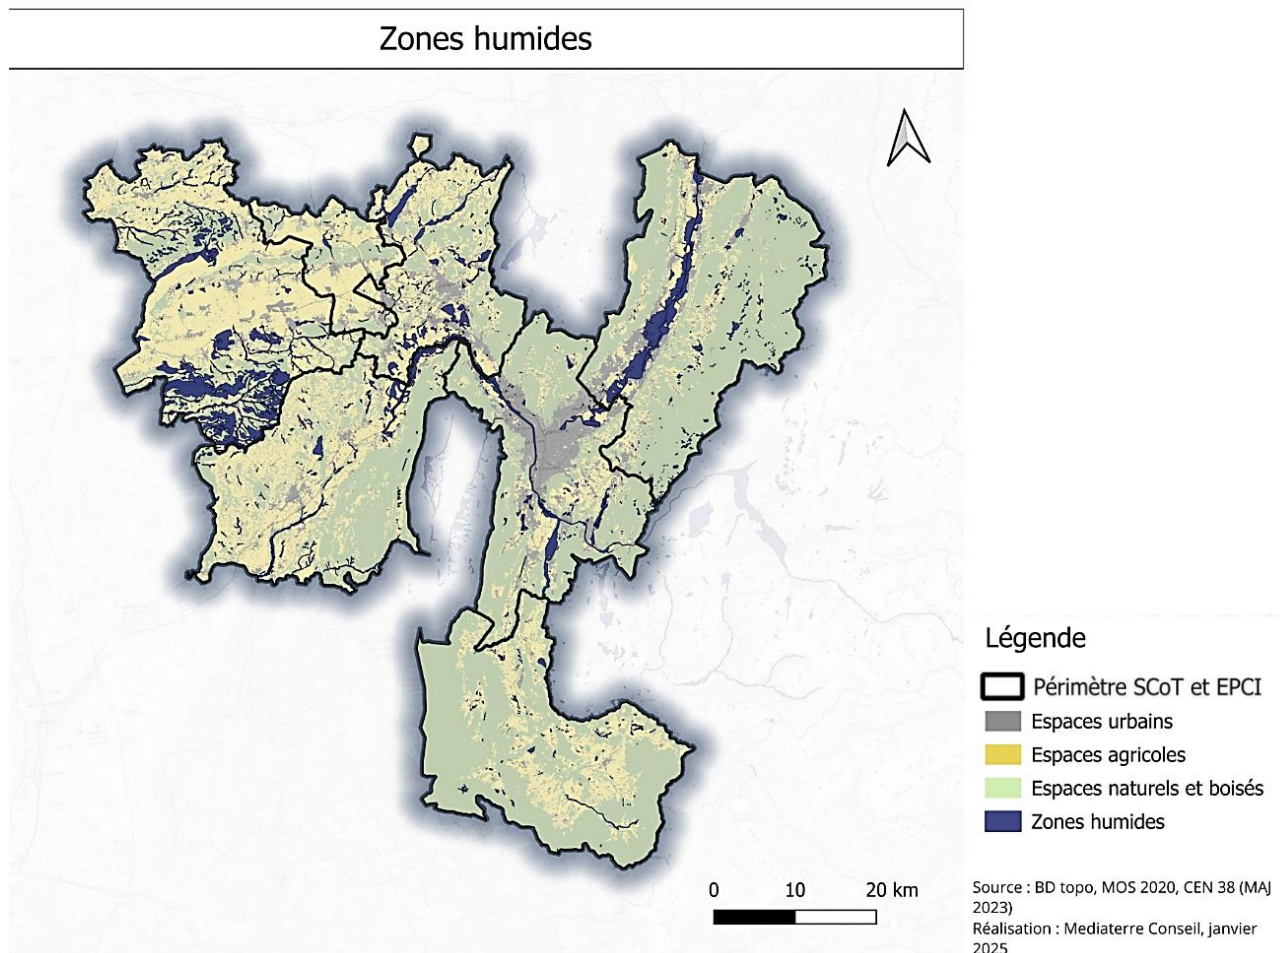 Zones humides
0 10 20 km
Légende
Périmètre SCoT et EPCI
Espaces urbains
Espaces agricoles
Espaces naturels et boisés
Zones humides
Source : BD topo, MOS 2020, CEN 38 (MAJ
2023)
Réalisation : Mediaterre Conseil, janvier
2025